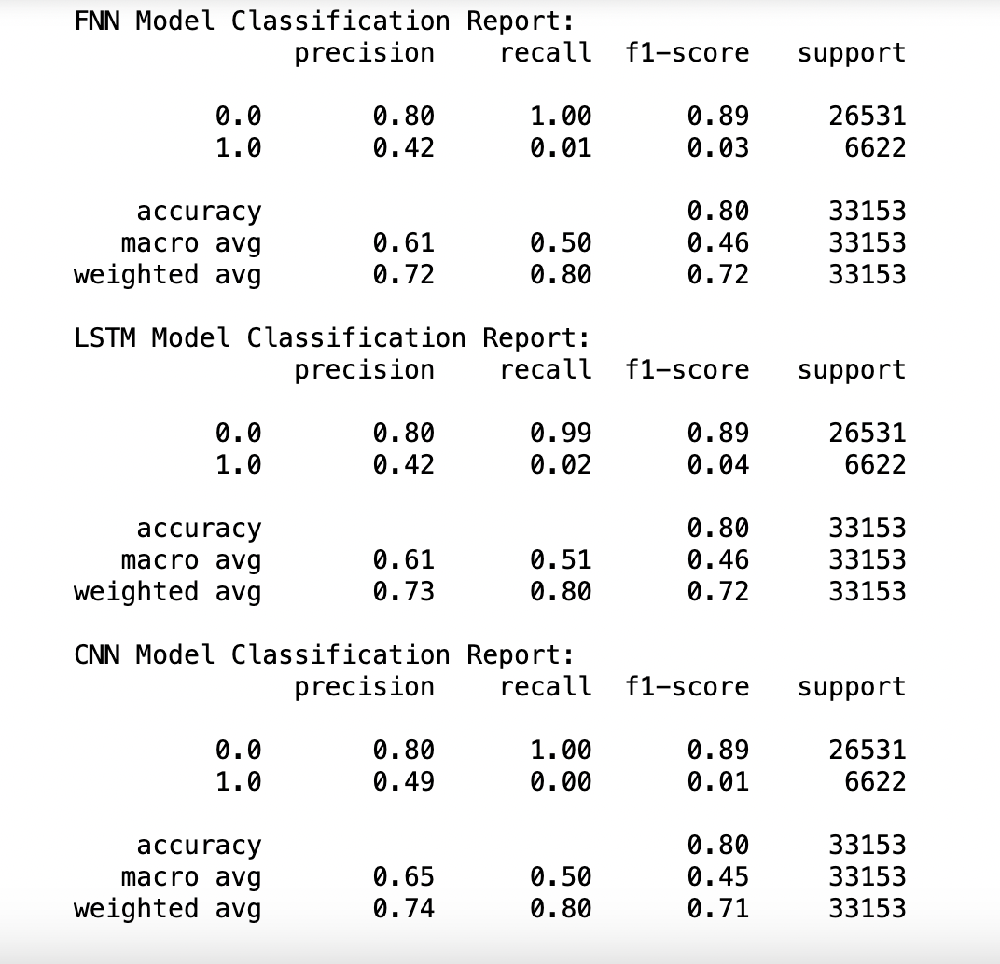 FNN Model Classification Report:
precision recall f1-score support
0.0 0.80 1.00 0.89 26531
1.0 0.42 0.01 0.03 6622
accuracy 0.80 33153
macro avg 0.61 0.50 0.46 33153
weighted avg 0.72 0.80 0.72 33153
LSTM Model Classification Report:
precision recall f1-score support
0.0 0.80 0.99 0.89 26531
1.0 0.42 0.02 0.04 6622
accuracy 0.80 33153
macro avg 0.61 0.51 0.46 33153
weighted avg 0.73 0.80 0.72 33153
CNN Model Classification Report:
precision recall f1-score support
0.0 0.80 1.00 0.89 26531
1.0 0.49 0.00 0.01 6622
accuracy 0.80 33153
macro avg 0.65 0.50 0.45 33153
weighted avg 0.74 0.80 0.71 33153